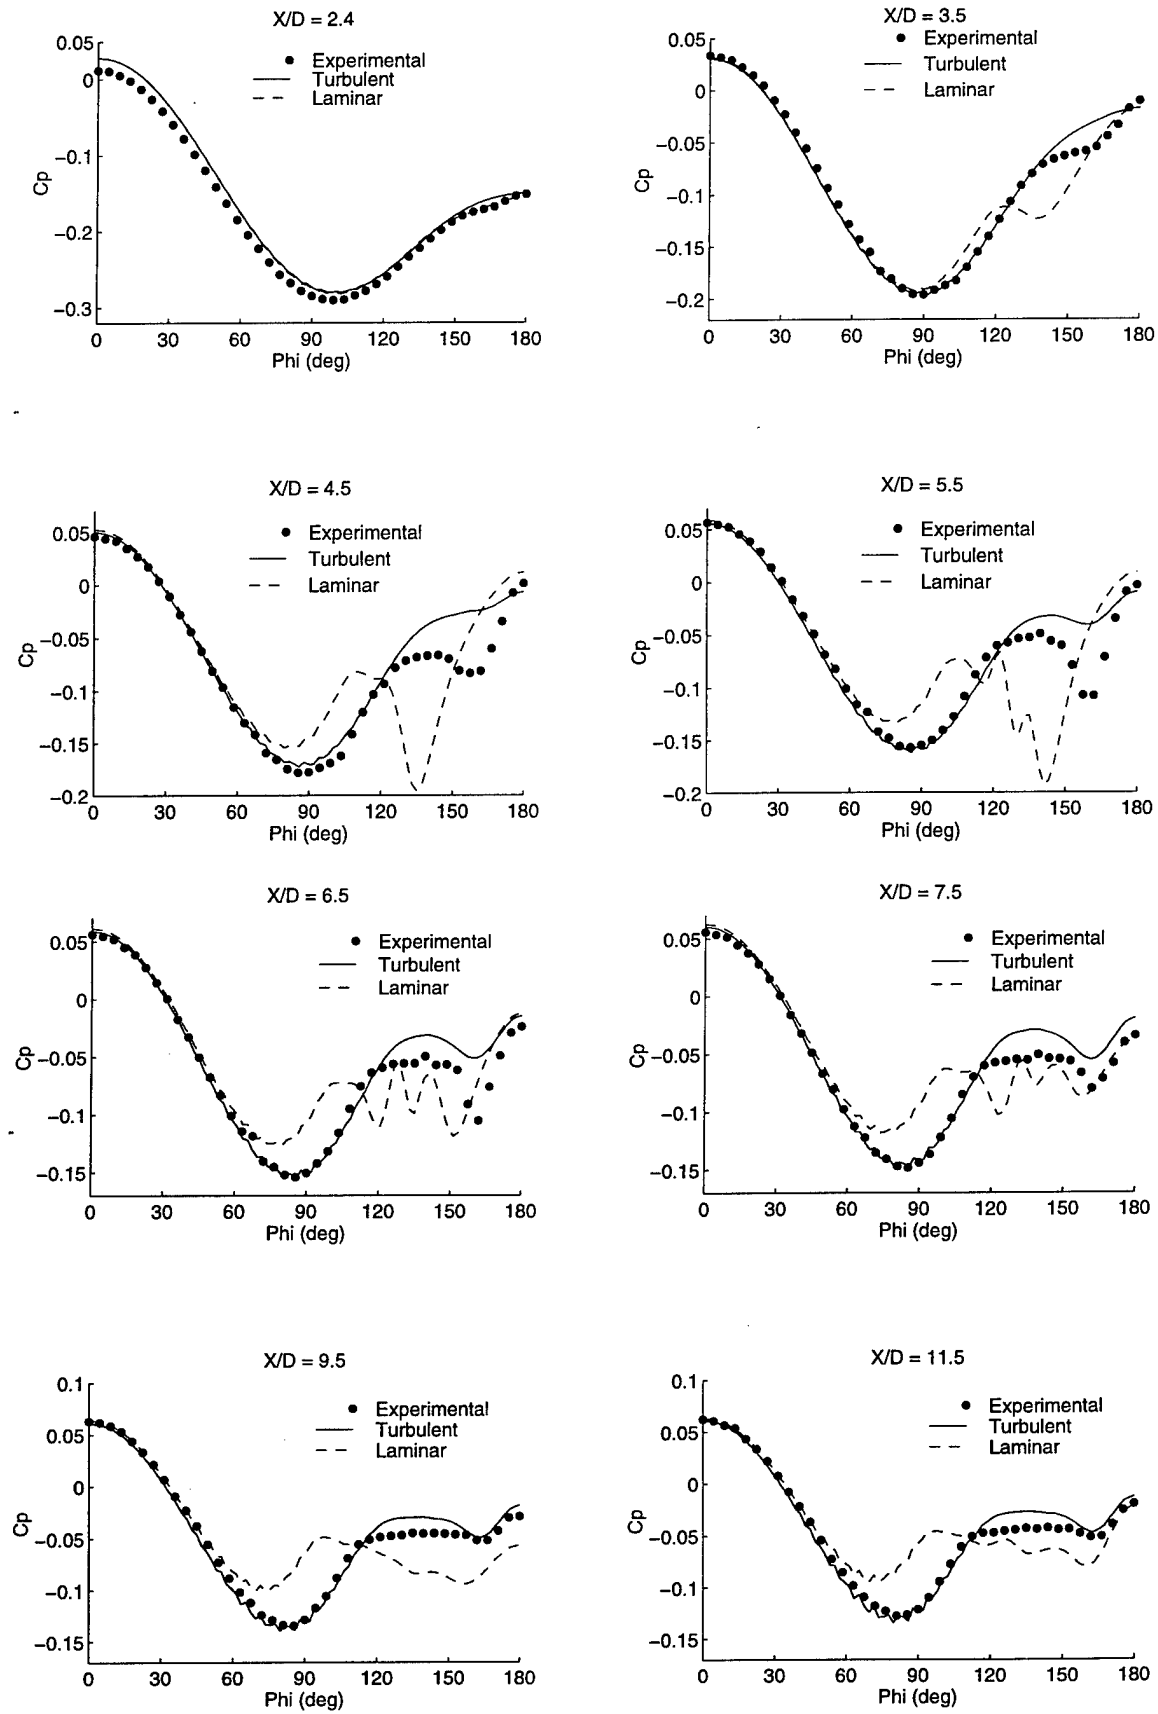 X/D = 2.4
0.05
0
−0.1
−0.2
−0.3
Cp
Experimental
Turbulent
Laminar
0 30 60 90 120 150 180
Phi (deg)
X/D = 3.5
0.05
0
−0.05
−0.1
−0.15
−0.2
Cp
Experimental
Turbulent
Laminar
0 30 60 90 120 150 180
Phi (deg)
X/D = 4.5
0.05
0
−0.05
−0.1
−0.15
−0.2
Cp
Experimental
Turbulent
Laminar
0 30 60 90 120 150 180
Phi (deg)
X/D = 5.5
0.05
0
−0.05
−0.1
−0.15
−0.2
Cp
Experimental
Turbulent
Laminar
0 30 60 90 120 150 180
Phi (deg)
X/D = 6.5
0.05
0
−0.05
−0.1
−0.15
Cp
Experimental
Turbulent
Laminar
0 30 60 90 120 150 180
Phi (deg)
X/D = 7.5
0.05
0
−0.05
−0.1
−0.15
Cp
Experimental
Turbulent
Laminar
0 30 60 90 120 150 180
Phi (deg)
X/D = 9.5
0.1
0.05
0
−0.05
−0.1
−0.15
Cp
Experimental
Turbulent
Laminar
0 30 60 90 120 150 180
Phi (deg)
X/D = 11.5
0.1
0.05
0
−0.05
−0.1
−0.15
Cp
Experimental
Turbulent
Laminar
0 30 60 90 120 150 180
Phi (deg)